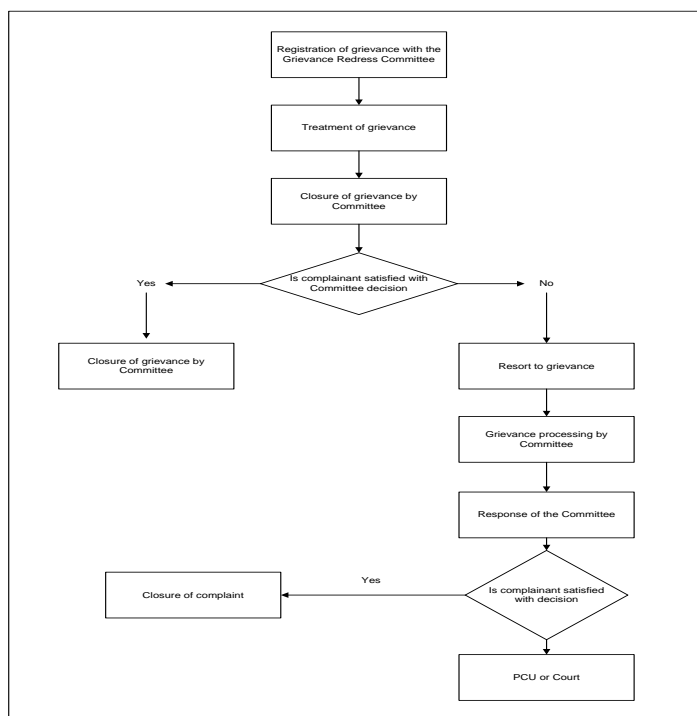 Registration of grievance with the
Grievance Redress Committee
Treatment of grievance
Closure of grievance by
Committee
Is complainant satisfied with
Committee decision
Yes
No
Closure of grievance by
Committee
Resort to grievance
Grievance processing by
Committee
Response of the Committee
Is complainant satisfied
with decision
Yes
Closure of complaint
PCU or Court